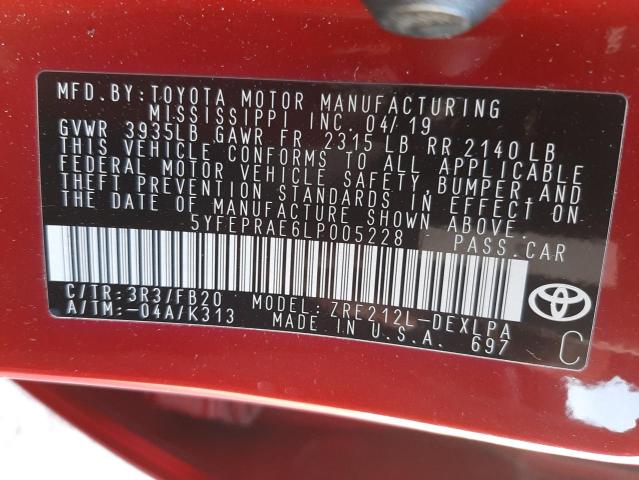 MFD.BY:TOYOTA MOTOR MANUFACTURING
MISSISSIPPI INC. 04/19
GVWR 3935LB GAWR FR 2315 LB RR 2140 LB
THIS VEHICLE CONFORMS TO ALL APPLICABLE
FEDERAL MOTOR VEHICLE SAFETY,BUMPER,AND
THEFT PREVENTION STANDARDS IN EFFECT ON
THE DATE OF MANUFACTURE SHOWN ABOVE.
5YFEPRAE6LP005228 PASS.CAR
C/TR:3R3/FB20 MODEL:ZRE212L-DEXLPA
A/TM:-04A/K313 MADE IN U.S.A. 697
C